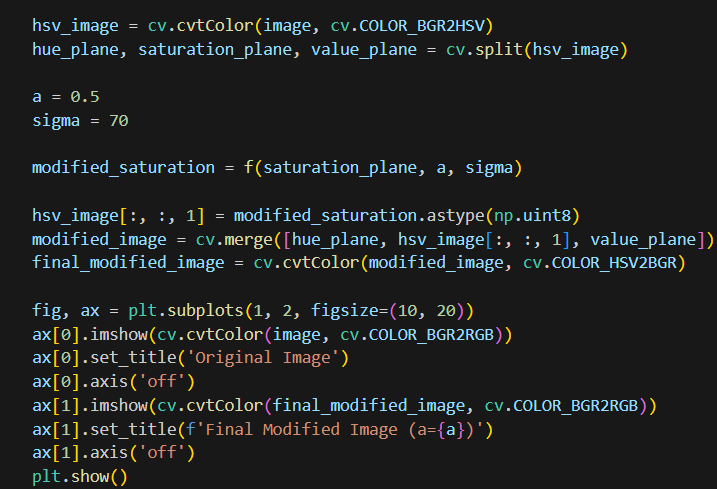 hsv_image = cv.cvtColor(image, cv.COLOR_BGR2HSV)
hue_plane, saturation_plane, value_plane = cv.split(hsv_image)
a = 0.5
sigma = 70
modified_saturation = f(saturation_plane, a, sigma)
hsv_image[:, :, 1] = modified_saturation.astype(np.uint8)
modified_image = cv.merge([hue_plane, hsv_image[:, :, 1], value_plane])
final_modified_image = cv.cvtColor(modified_image, cv.COLOR_HSV2BGR)
fig, ax = plt.subplots(1, 2, figsize=(10, 20))
ax[0].imshow(cv.cvtColor(image, cv.COLOR_BGR2RGB))
ax[0].set_title('Original Image')
ax[0].axis('off')
ax[1].imshow(cv.cvtColor(final_modified_image, cv.COLOR_BGR2RGB))
ax[1].set_title(f'Final Modified Image (a={a})')
ax[1].axis('off')
plt.show()